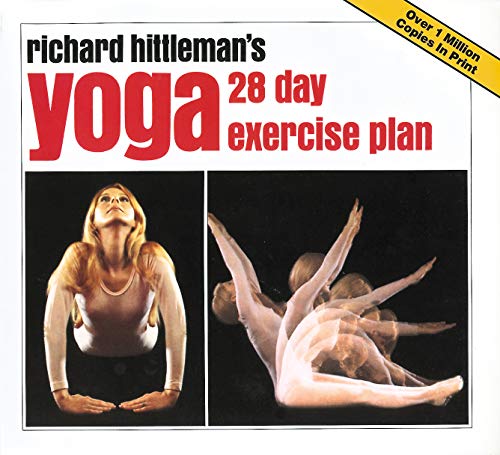 richard hittleman's
yoga
28 day
exercise plan
Over 1 Million
Copies In Print